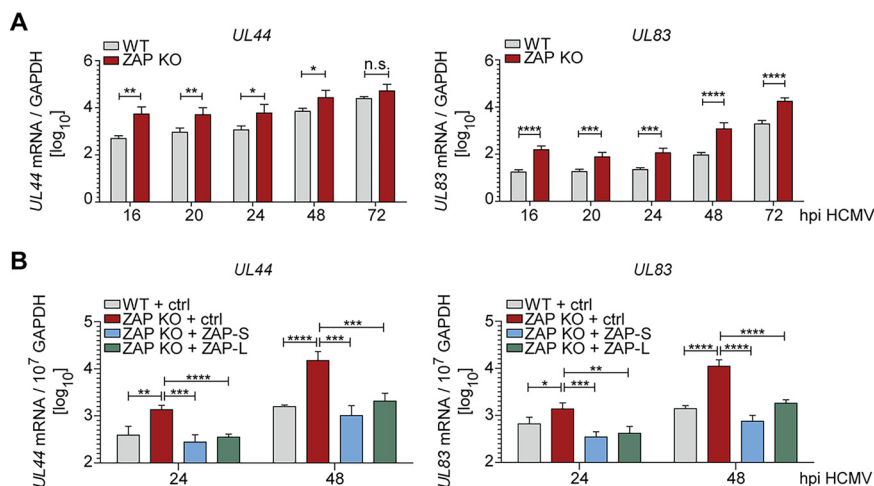 A
UL44
WT
ZAP KO
UL44 mRNA / GAPDH
[log10]
6
4
2
0
** ** * * n.s.
16 20 24 48 72
UL83
WT
ZAP KO
UL83 mRNA / GAPDH
[log10]
6
4
2
0
**** *** *** **** ****
16 20 24 48 72 hpi HCMV
B
UL44
WT + ctrl
ZAP KO + ctrl
ZAP KO + ZAP-S
ZAP KO + ZAP-L
UL44 mRNA / 10⁷ GAPDH
[log10]
5
4
3
2
****
** ***
***
**** ***
24 48
UL83
WT + ctrl
ZAP KO + ctrl
ZAP KO + ZAP-S
ZAP KO + ZAP-L
UL83 mRNA / 10⁷ GAPDH
[log10]
5
4
3
2
**
* ***
****
**** ****
24 48 hpi HCMV